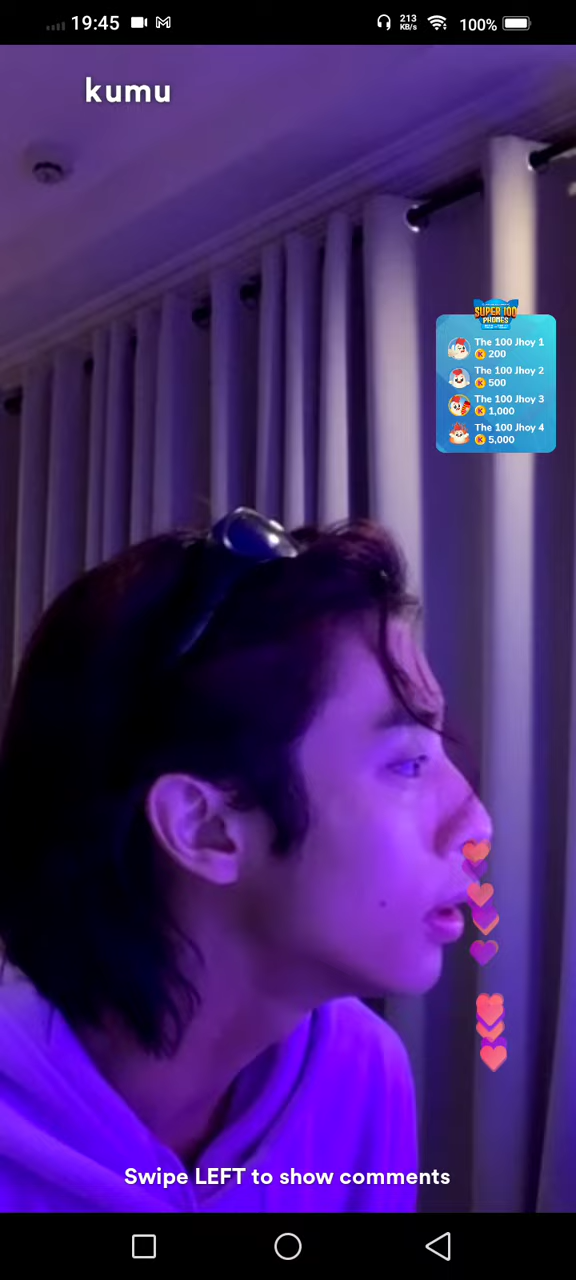 19:45
213
KB/s
100%
kumu
SUPER 100
PHONES
The 100 Jhoy 1
K 200
The 100 Jhoy 2
K 500
The 100 Jhoy 3
K 1,000
The 100 Jhoy 4
K 5,000
Swipe LEFT to show comments